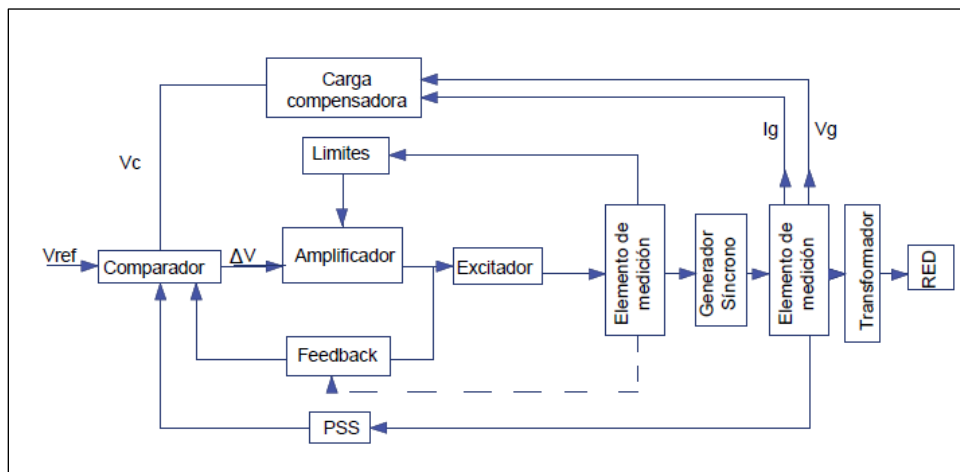 Carga
compensadora
Ig
Vg
Limites
Vc
Vref
Comparador
ΔV
Amplificador
Excitador
Elemento de
medición
Generador
Síncrono
Elemento de
medición
Transformador
RED
Feedback
PSS